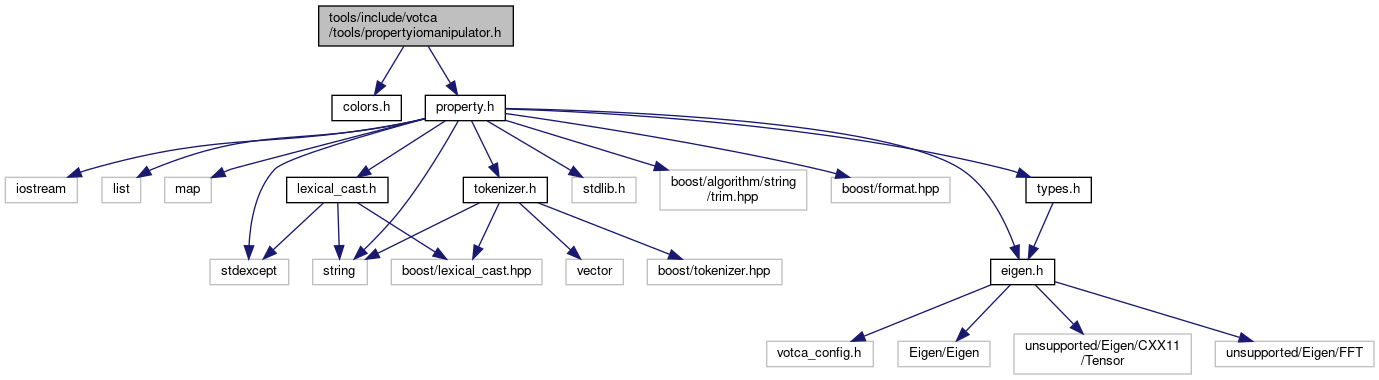 tools/include/votca
/tools/propertyiomanipulator.h
colors.h
property.h
iostream
list
map
lexical_cast.h
tokenizer.h
stdlib.h
boost/algorithm/string
/trim.hpp
boost/format.hpp
types.h
stdexcept
string
boost/lexical_cast.hpp
vector
boost/tokenizer.hpp
eigen.h
votca_config.h
Eigen/Eigen
unsupported/Eigen/CXX11
/Tensor
unsupported/Eigen/FFT